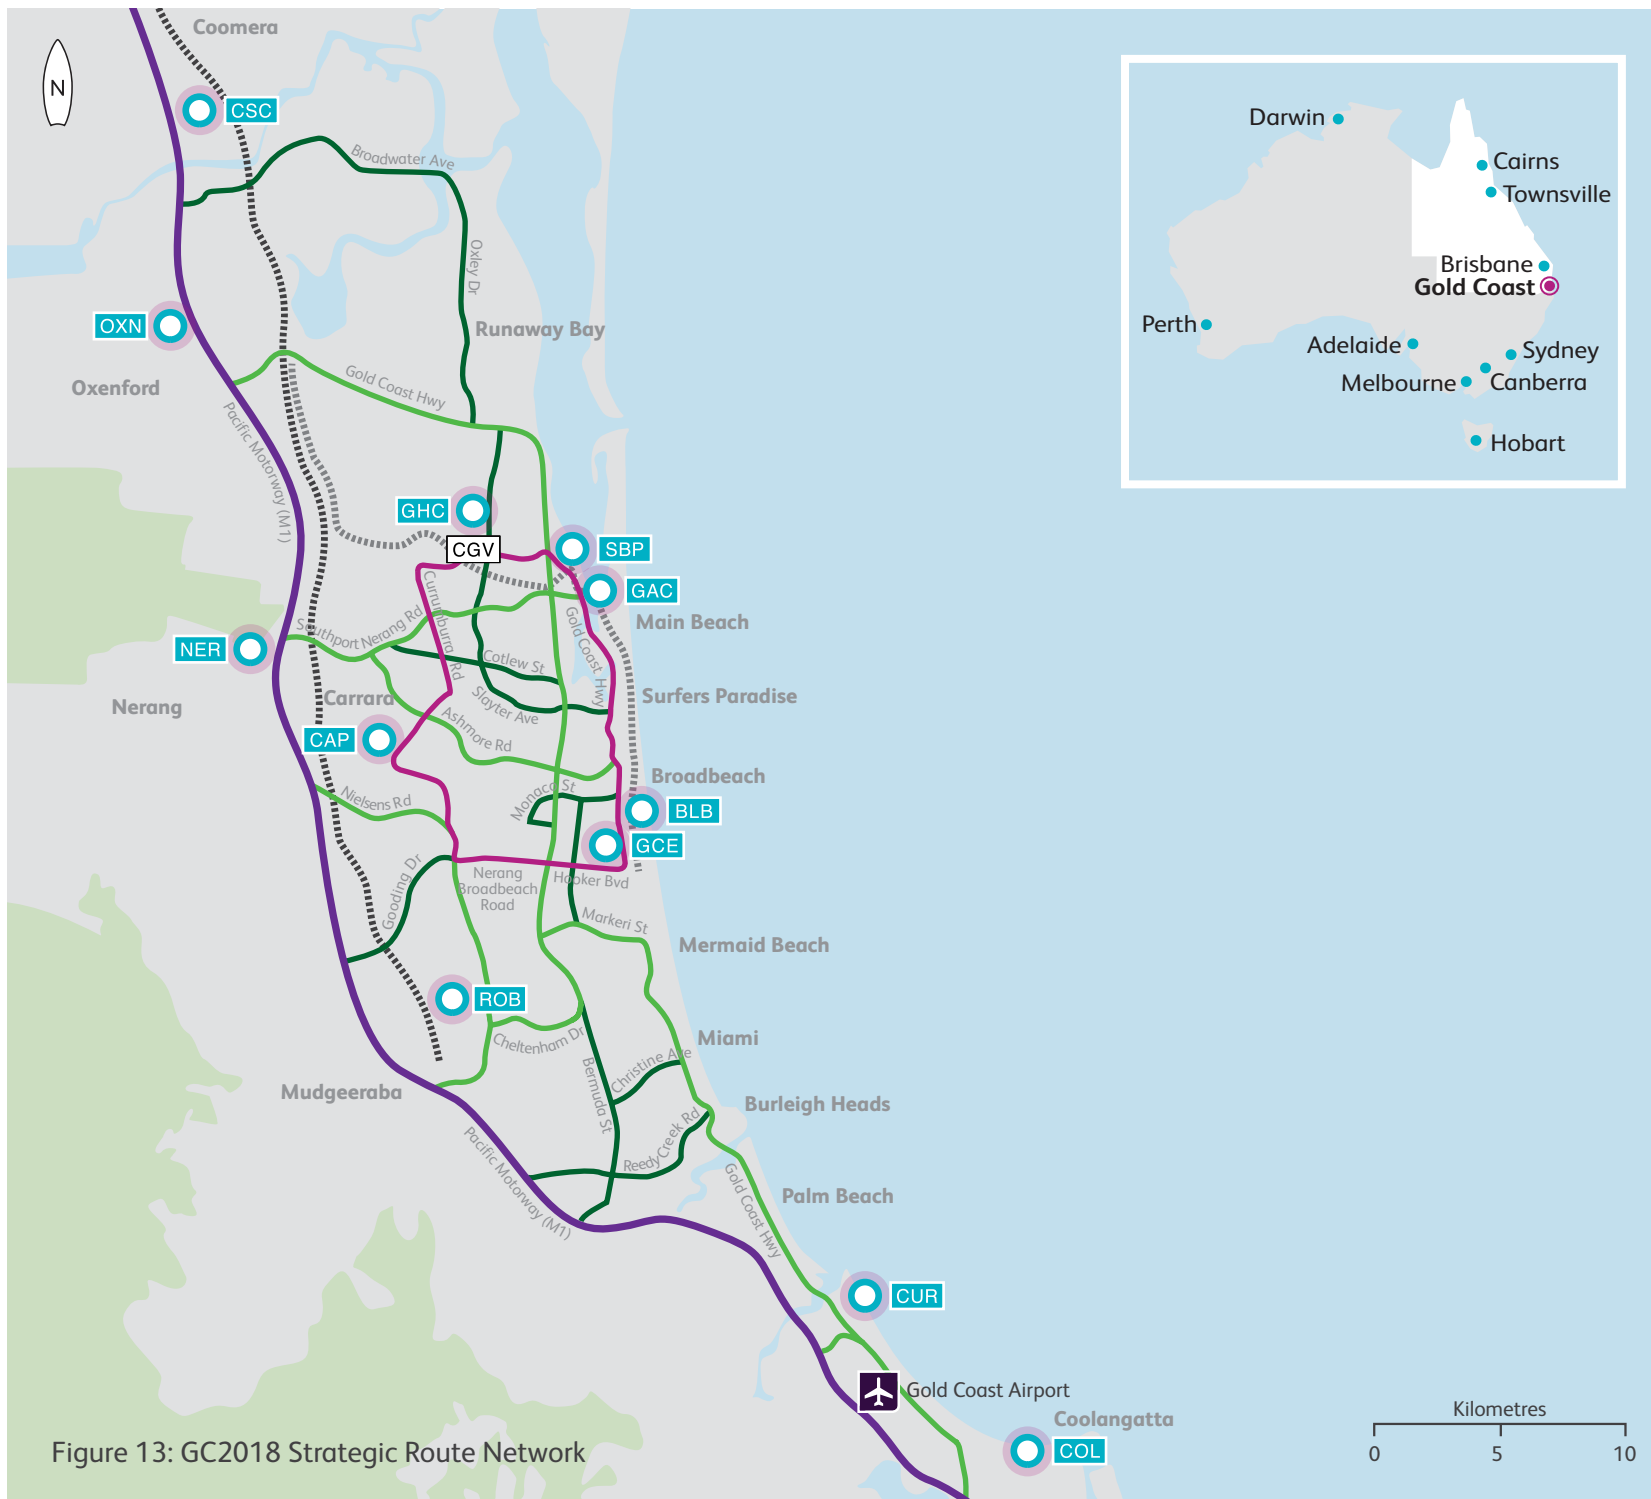 Coomera
N
CSC
Broadwater Ave
Oxley Dr
OXN
Runaway Bay
Oxenford
Gold Coast Hwy
Pacific Motorway (M1)
GHC
CGV
SBP
GAC
Currumburra Rd
Gold Coast Hwy
Main Beach
Southport Nerang Rd
NER
Cotlew St
Nerang
Carrara
Slayter Ave
Surfers Paradise
CAP
Ashmore Rd
Broadbeach
Nielsens Rd
Monaco St
BLB
GCE
Gooding Dr
Nerang
Broadbeach
Road
Hooker Bvd
Markeri St
Mermaid Beach
ROB
Cheltenham Dr
Miami
Christine Ave
Bermuda St
Mudgeeraba
Burleigh Heads
Reedy Creek Rd
Pacific Motorway (M1)
Gold Coast Hwy
Palm Beach
CUR
Gold Coast Airport
Coolangatta
COL
Darwin
Cairns
Townsville
Brisbane
Gold Coast
Perth
Adelaide
Sydney
Melbourne
Canberra
Hobart
Kilometres
0 5 10
Figure 13: GC2018 Strategic Route Network